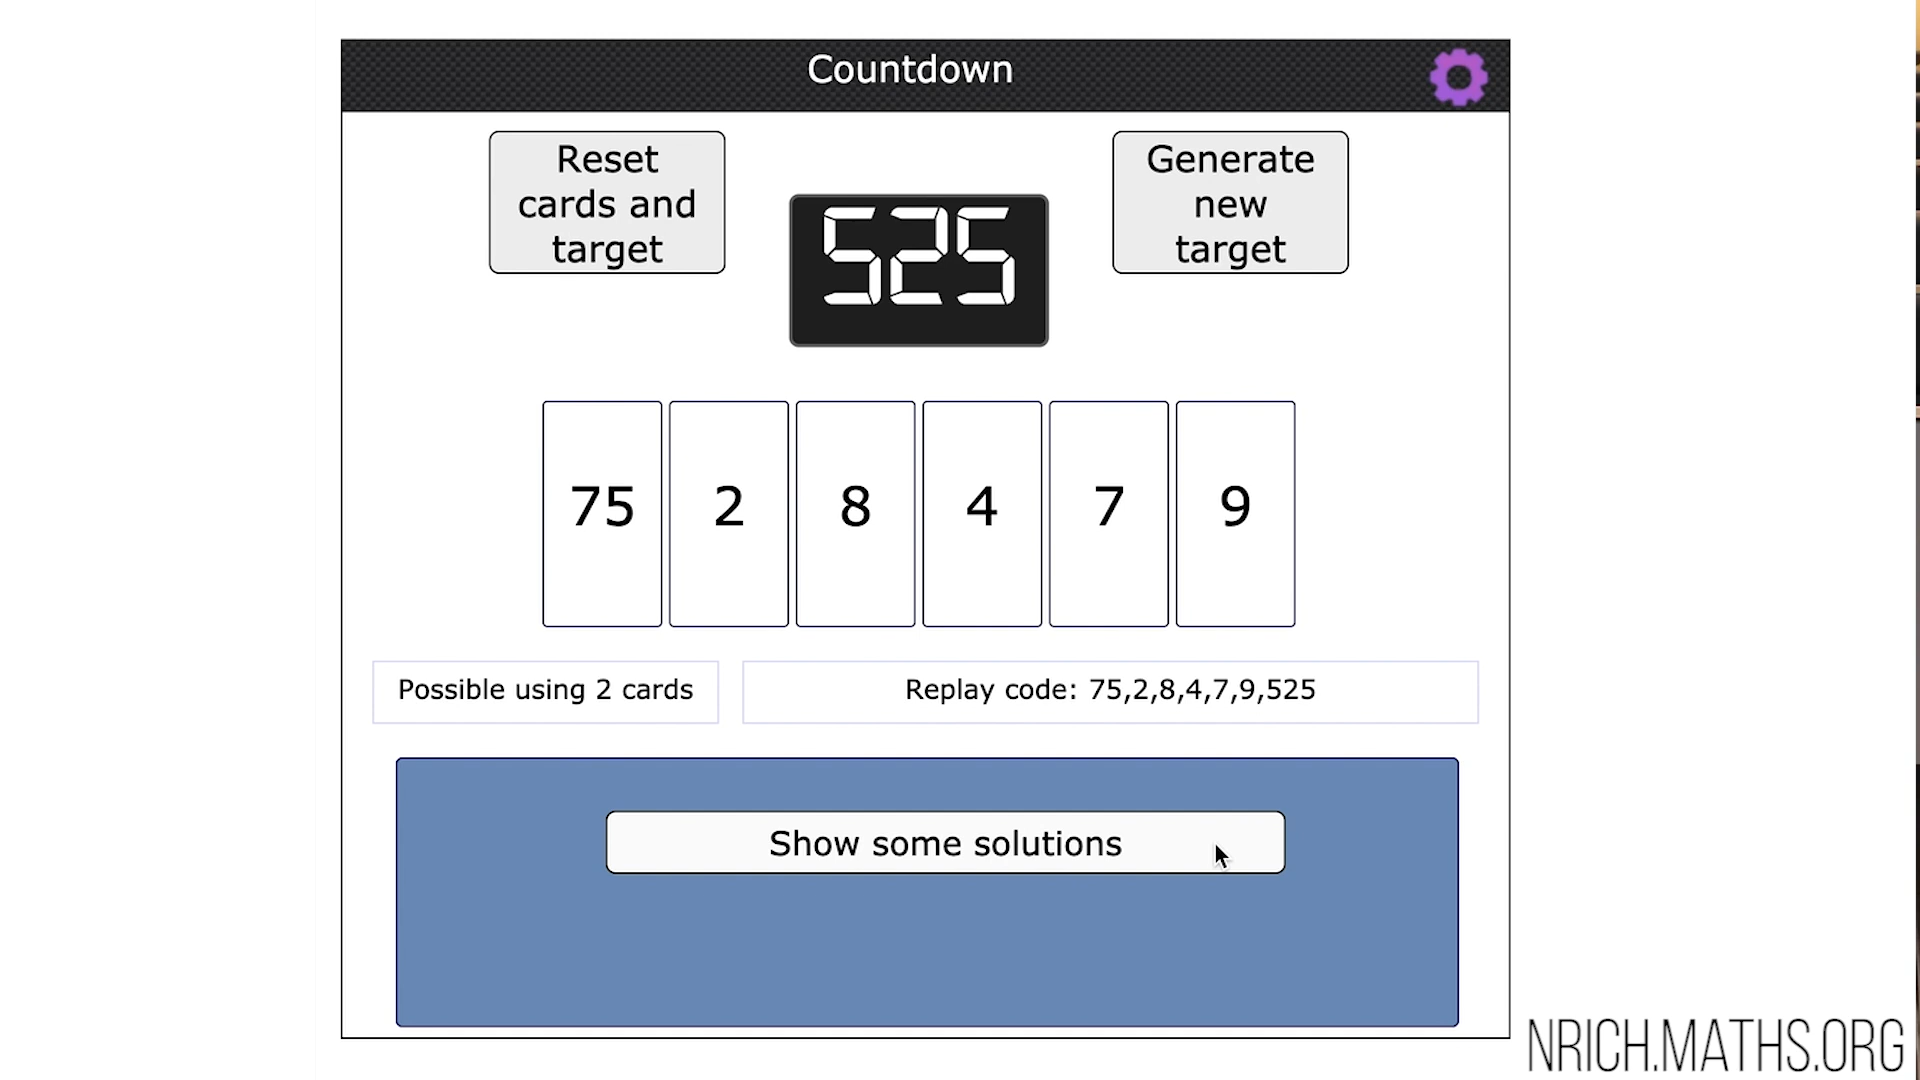 Countdown
Reset
cards and
target
525
Generate
new
target
75 2 8 4 7 9
Possible using 2 cards
Replay code: 75,2,8,4,7,9,525
Show some solutions
NRICH.MATHS.ORG